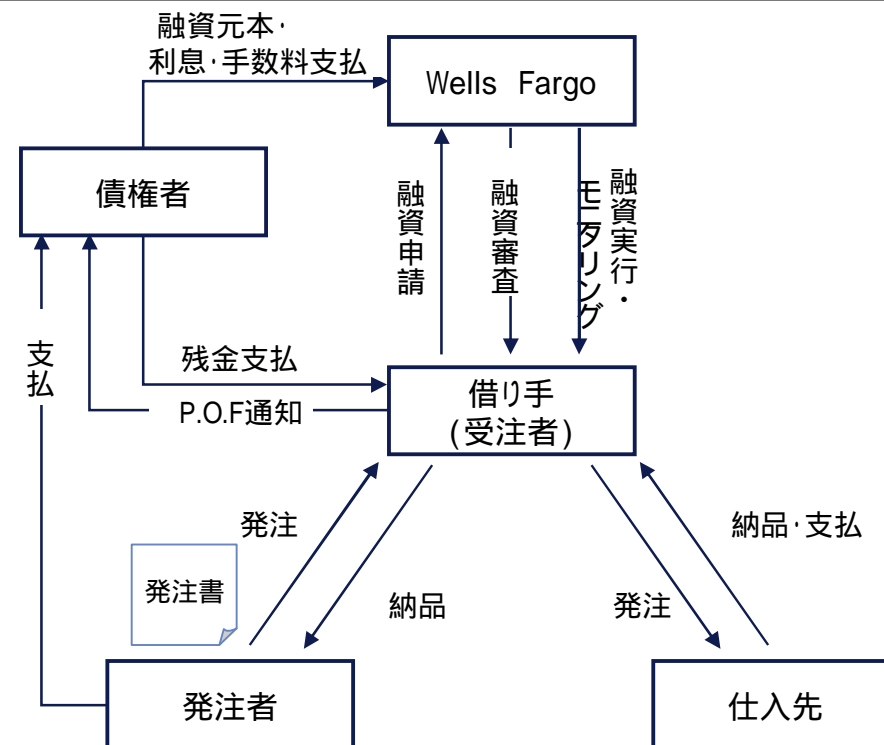 融資元本・
利息・手数料支払
Wells Fargo
債権者
融資申請
融資審査
融資実行・
モニタリング
支払
残金支払
P.O.F通知
借り手
(受注者)
発注
納品・支払
発注書
納品
発注
発注者
仕入先